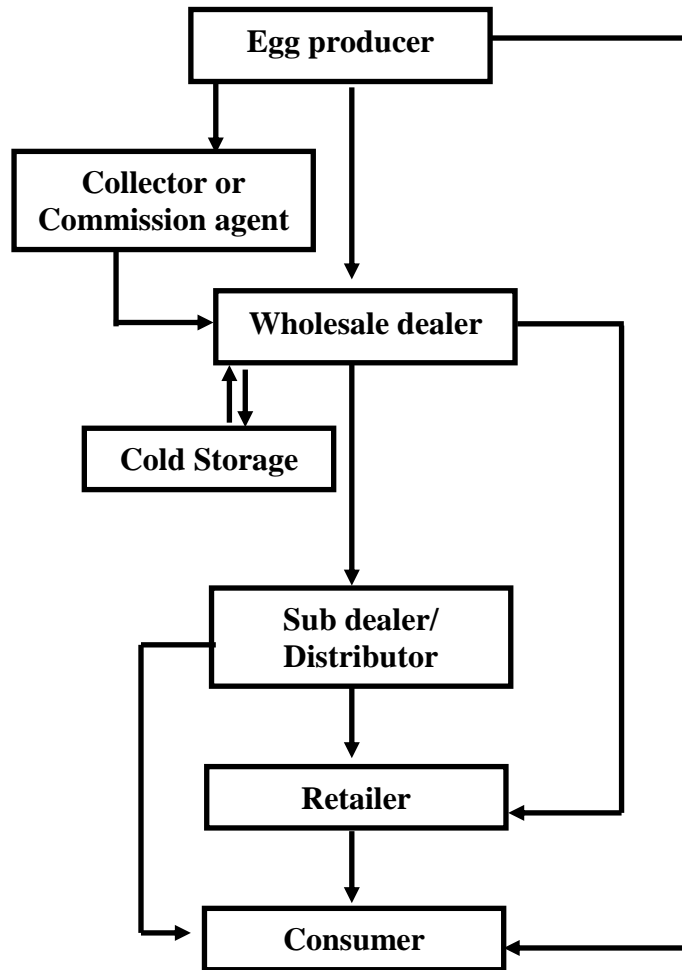 Egg producer
Collector or
Commission agent
Wholesale dealer
Cold Storage
Sub dealer/
Distributor
Retailer
Consumer